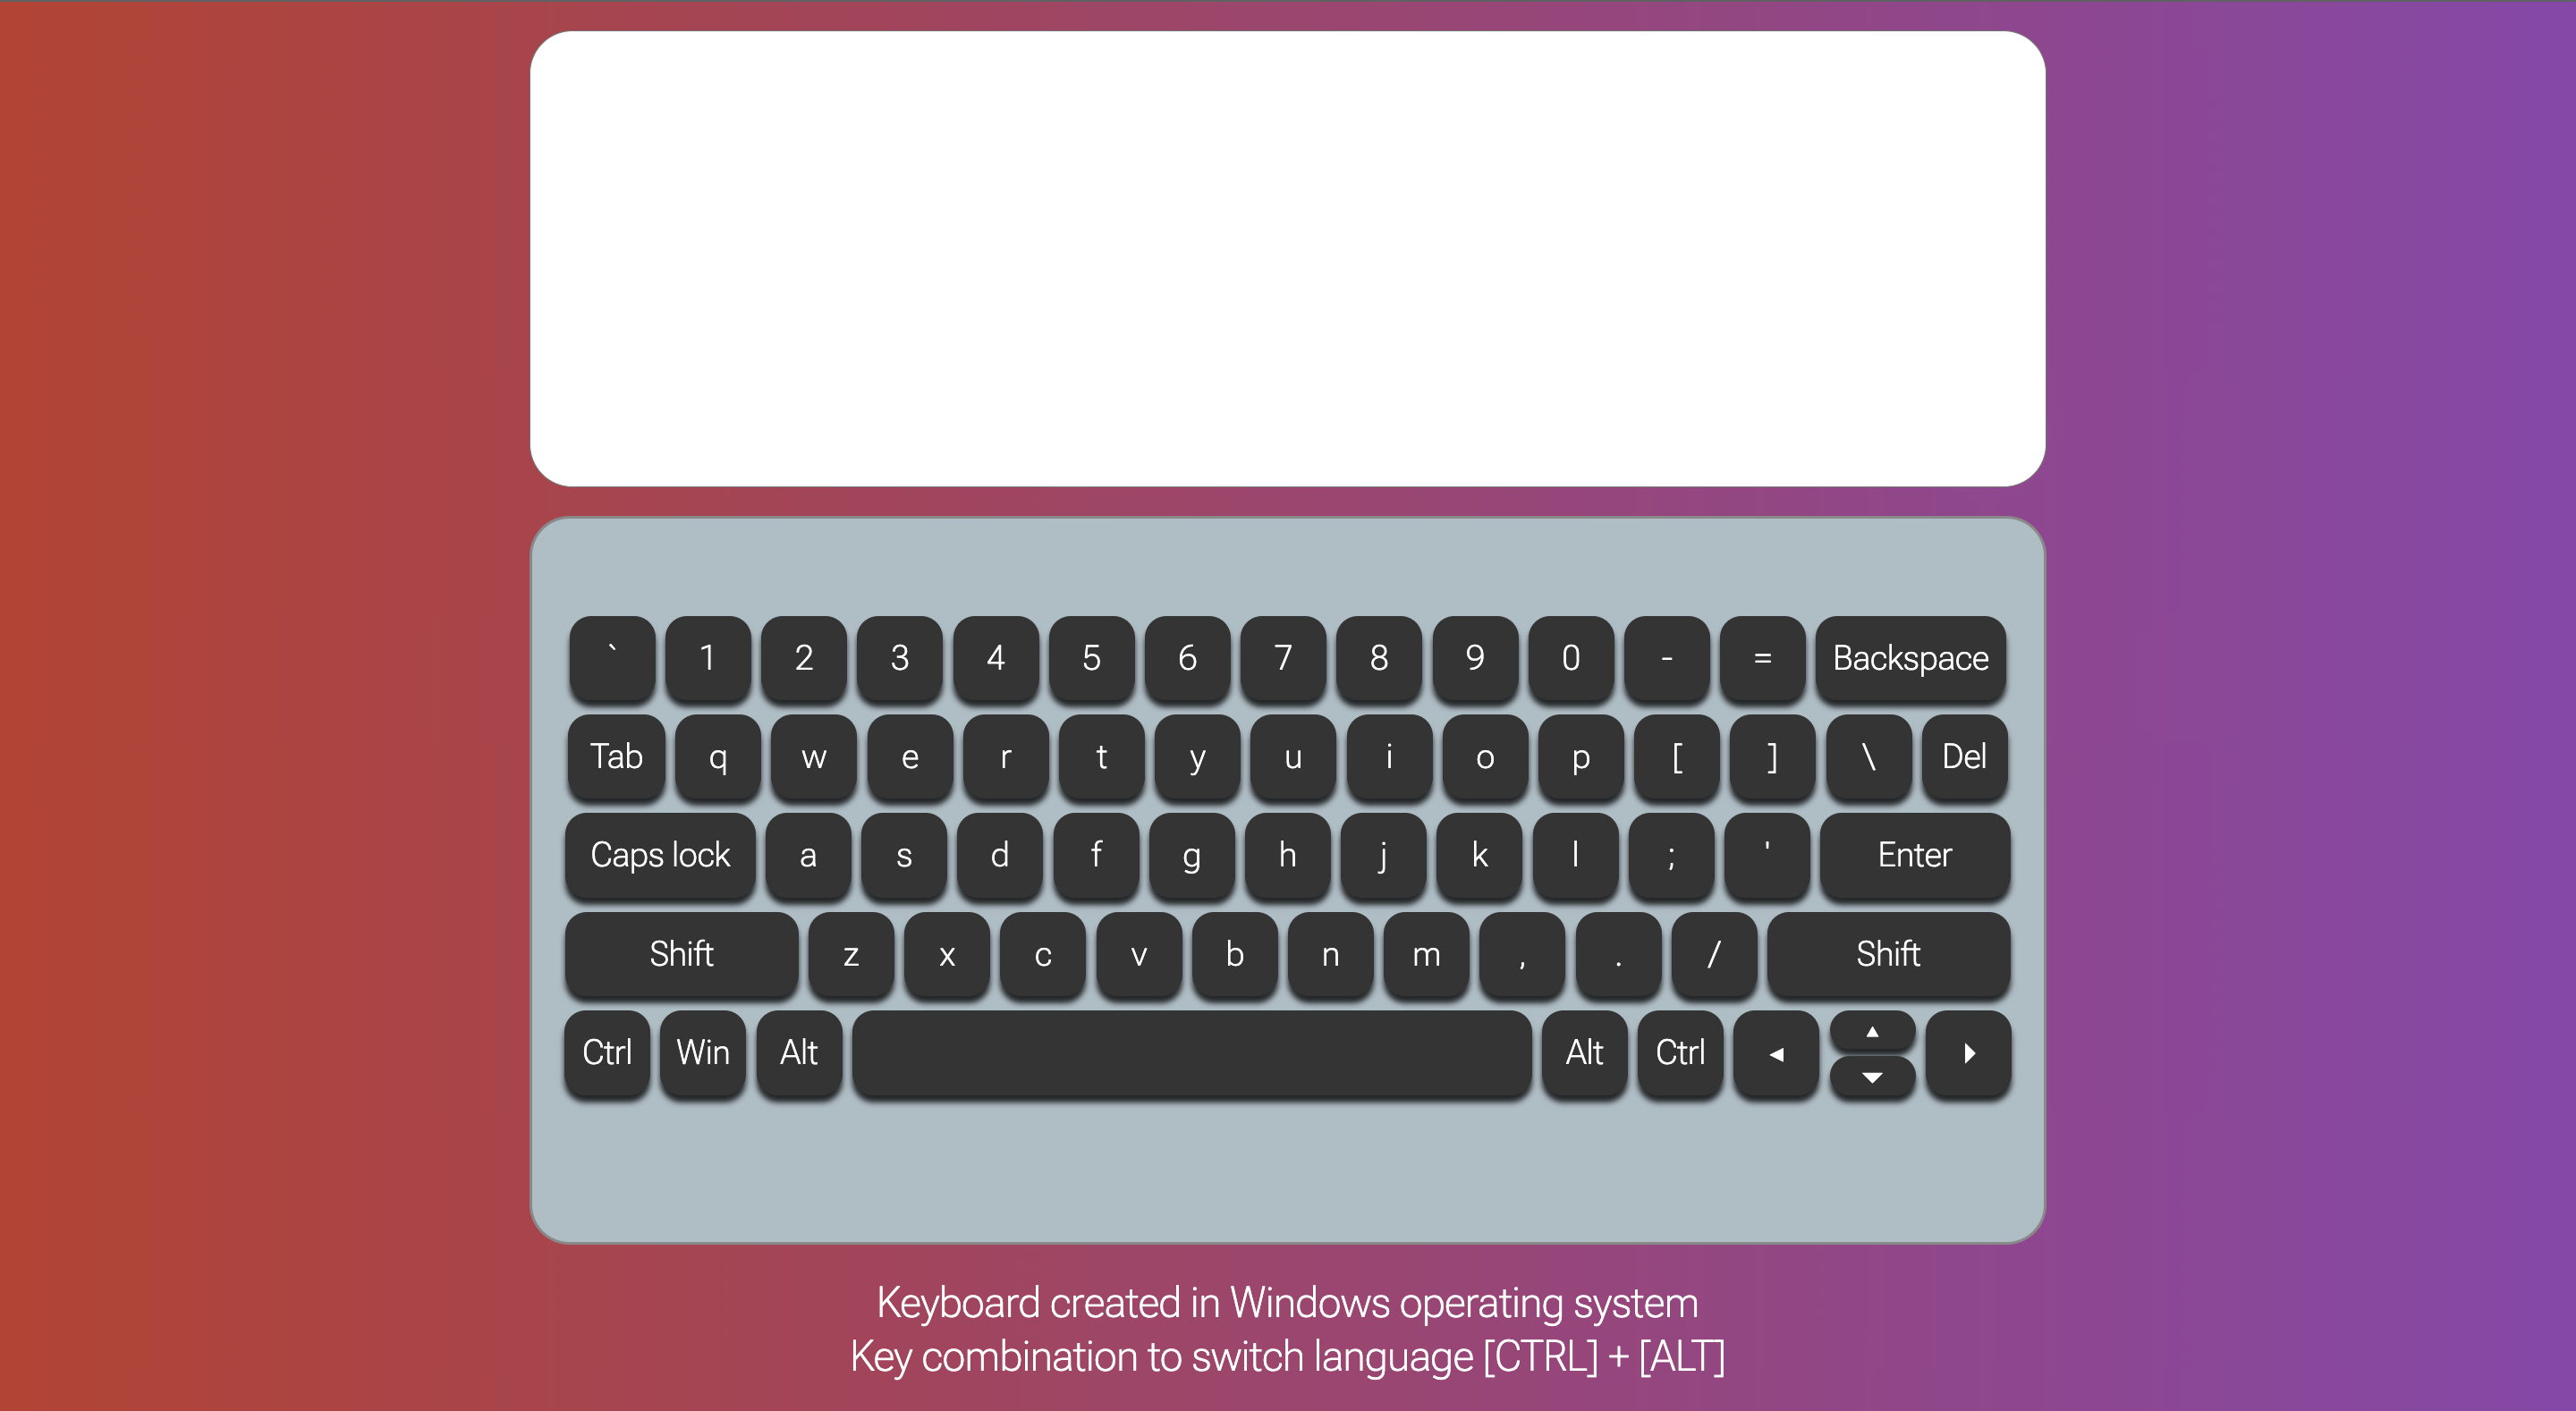 ` 1 2 3 4 5 6 7 8 9 0 - = Backspace
Tab q w e r t y u i o p [ ] \ Del
Caps lock a s d f g h j k l ; ' Enter
Shift z x c v b n m , . / Shift
Ctrl Win Alt Alt Ctrl ◂ ▴ ▾ ▸
Keyboard created in Windows operating system
Key combination to switch language [CTRL] + [ALT]